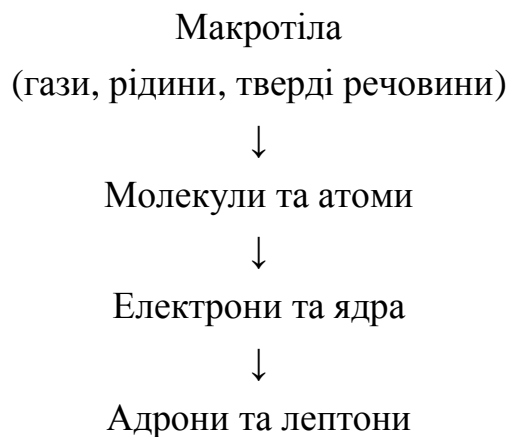 Макротіла
(гази, рідини, тверді речовини)
↓
Молекули та атоми
↓
Електрони та ядра
↓
Адрони та лептони